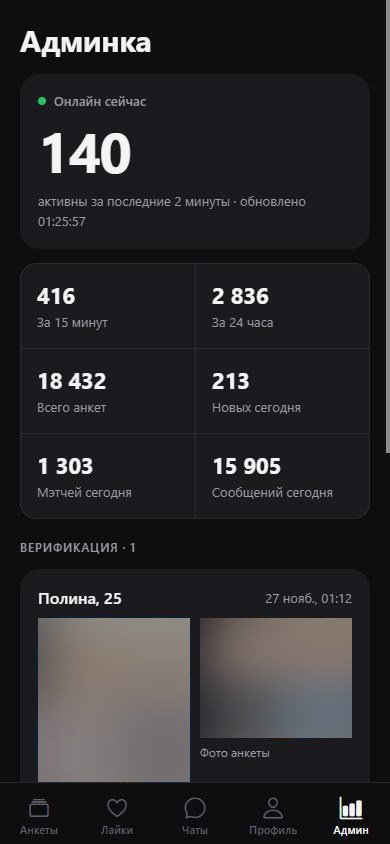 Админка
Онлайн сейчас
140
активны за последние 2 минуты · обновлено
01:25:57
416
За 15 минут
2 836
За 24 часа
18 432
Всего анкет
213
Новых сегодня
1 303
Мэтчей сегодня
15 905
Сообщений сегодня
ВЕРИФИКАЦИЯ · 1
Полина, 25
27 нояб., 01:12
Фото анкеты
Анкеты
Лайки
Чаты
Профиль
Админ